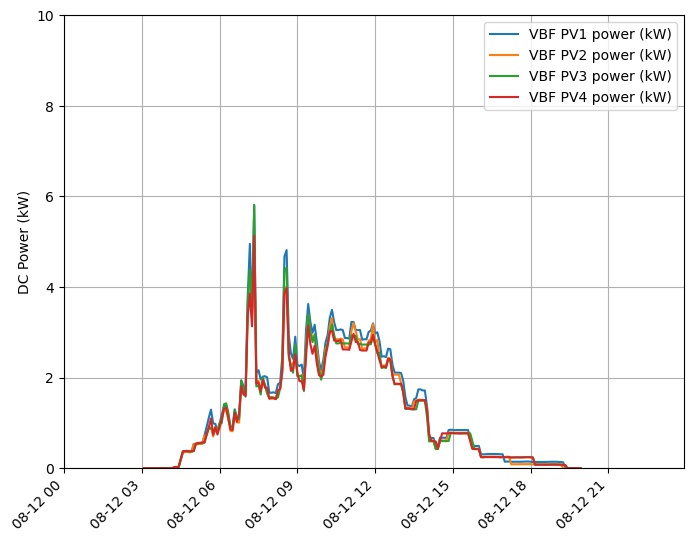 10
8
6
4
2
0
DC Power (kW)
VBF PV1 power (kW)
VBF PV2 power (kW)
VBF PV3 power (kW)
VBF PV4 power (kW)
08-12 00
08-12 03
08-12 06
08-12 09
08-12 12
08-12 15
08-12 18
08-12 21